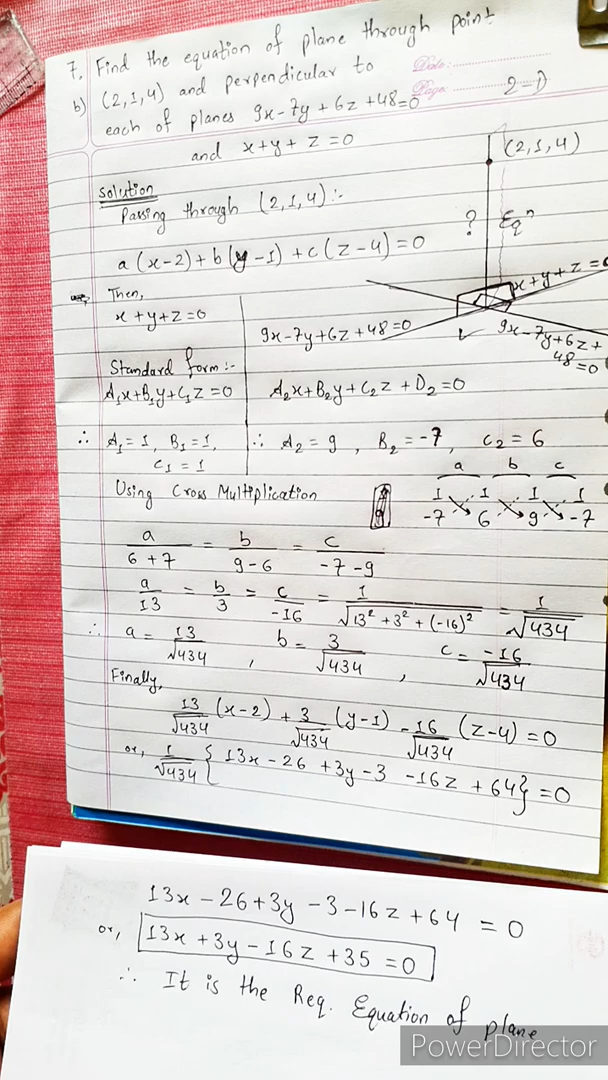 7. Find the equation of plane through point
b) (2,1,4) and perpendicular to
Date:
each of planes 9x-7y+6z+48=0
Page:
2-D
and x+y+z=0
(2,1,4)
Solution
Passing through (2,1,4):-
? Eqⁿ
a(x-2)+b(y-1)+c(z-4)=0
x+y+z=0
Then,
x+y+z=0
9x-7y+6z+48=0
9x-7y+6z+
48=0
Standard form:-
A₁x+B₁y+C₁z=0
A₂x+B₂y+C₂z+D₂=0
∴ A₁=1, B₁=1,
C₁=1
∴ A₂=9, B₂=-7, C₂=6
a b c
Using Cross Multiplication
1 1 1 1
-7 6 9 -7
a/(6+7) = b/(9-6) = c/(-7-9)
a/13 = b/3 = c/-16 = 1/√(13²+3²+(-16)²) = 1/√434
∴ a = 13/√434, b = 3/√434, c = -16/√434
Finally,
13/√434 (x-2) + 3/√434 (y-1) -16/√434 (z-4) = 0
or, 1/√434 {13x-26+3y-3-16z+64}=0
13x-26+3y-3-16z+64=0
or, 13x+3y-16z+35=0
∴ It is the Req. Equation of plane
PowerDirector